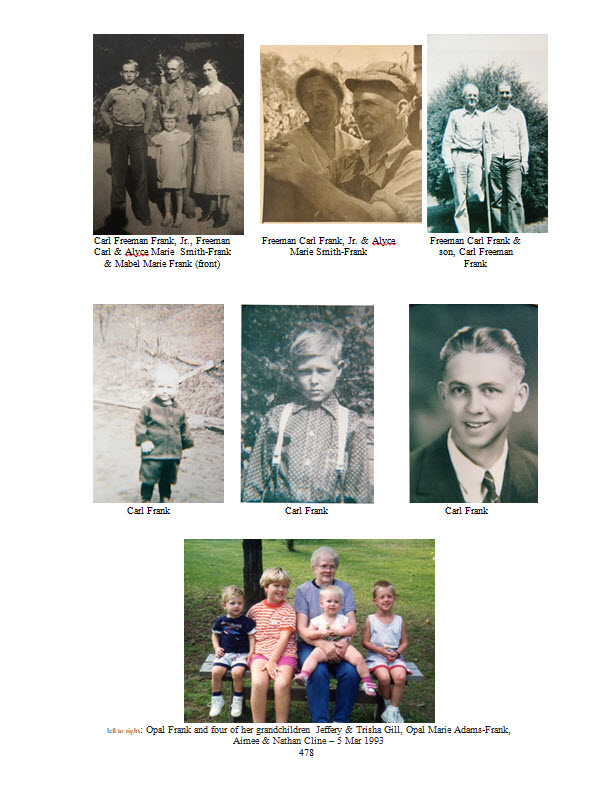 Carl Freeman Frank, Jr., Freeman
Carl & Alyce Marie Smith-Frank
& Mabel Marie Frank (front)
Freeman Carl Frank, Jr. & Alyce
Marie Smith-Frank
Freeman Carl Frank &
son, Carl Freeman
Frank
Carl Frank
Carl Frank
Carl Frank
left to right: Opal Frank and four of her grandchildren Jeffery & Trisha Gill, Opal Marie Adams-Frank,
Aimee & Nathan Cline – 5 Mar 1993
478